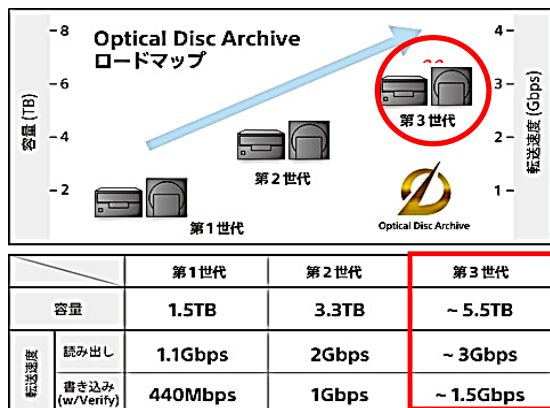 Optical Disc Archive
ロードマップ
容量 (TB)
8
6
4
2
転送速度 (Gbps)
4
3
2
1
第1世代
第2世代
第3世代
Optical Disc Archive
第1世代 第2世代 第3世代
容量 1.5TB 3.3TB ~ 5.5TB
転送速度
読み出し 1.1Gbps 2Gbps ~ 3Gbps
書き込み
(w/Verify) 440Mbps 1Gbps ~ 1.5Gbps